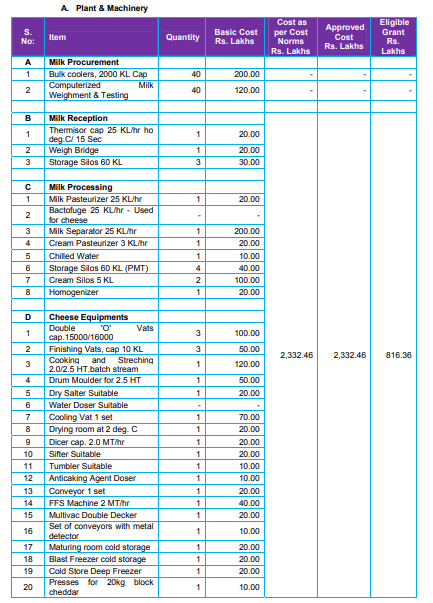 A. Plant & Machinery
S. No: Item Quantity Basic Cost Rs. Lakhs Cost as per Cost Norms Rs. Lakhs Approved Cost Rs. Lakhs Eligible Grant Rs. Lakhs
A Milk Procurement
1 Bulk coolers, 2000 KL Cap 40 200.00 - - -
2 Computerized Milk Weighment & Testing 40 120.00 - - -
B Milk Reception
1 Thermisor cap 25 KL/hr ho deg.C/ 15 Sec 1 20.00
2 Weigh Bridge 1 20.00
3 Storage Silos 60 KL 3 30.00
C Milk Processing
1 Milk Pasteurizer 25 KL/hr 1 20.00
2 Bactofuge 25 KL/hr - Used for cheese - -
3 Milk Separator 25 KL/hr 1 200.00
4 Cream Pasteurizer 3 KL/hr 1 20.00
5 Chilled Water 1 10.00
6 Storage Silos 60 KL (PMT) 4 40.00
7 Cream Silos 5 KL 2 100.00
8 Homogenizer 1 20.00
D Cheese Equipments
1 Double 'O' Vats cap.15000/16000 3 100.00
2 Finishing Vats, cap 10 KL 3 50.00
2,332.46 2,332.46 816.36
3 Cooking and Streching 2.0/2.5 HT.batch stream 1 120.00
4 Drum Moulder for 2.5 HT 1 50.00
5 Dry Salter Suitable 1 20.00
6 Water Doser Suitable - -
7 Cooling Vat 1 set 1 70.00
8 Drying room at 2 deg. C 1 20.00
9 Dicer cap. 2.0 MT/hr 1 20.00
10 Sifter Suitable 1 20.00
11 Tumbler Suitable 1 10.00
12 Anticaking Agent Doser 1 10.00
13 Conveyor 1 set 1 20.00
14 FFS Machine 2 MT/hr 1 40.00
15 Multivac Double Decker 1 20.00
16 Set of conveyors with metal detector 1 10.00
17 Maturing room cold storage 1 20.00
18 Blast Freezer cold storage 1 20.00
19 Cold Store Deep Freezer 1 20.00
20 Presses for 20kg block cheddar 1 10.00